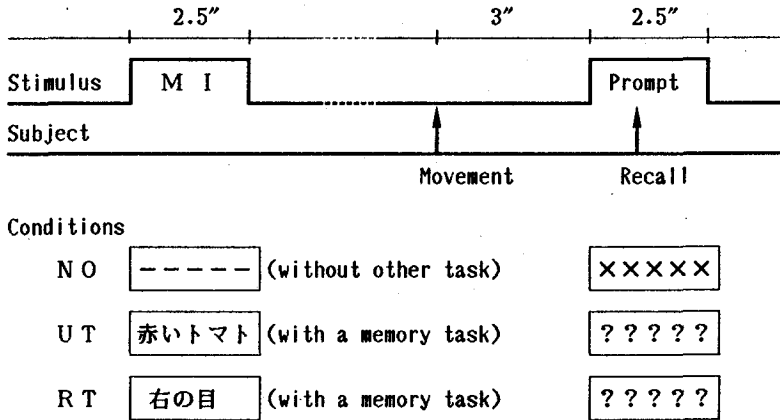 2.5″ 3″ 2.5″
Stimulus M I Prompt
Subject
Movement Recall
Conditions
N O ----- (without other task) ×××××
U T 赤いトマト (with a memory task) ?????
R T 右の目 (with a memory task) ?????